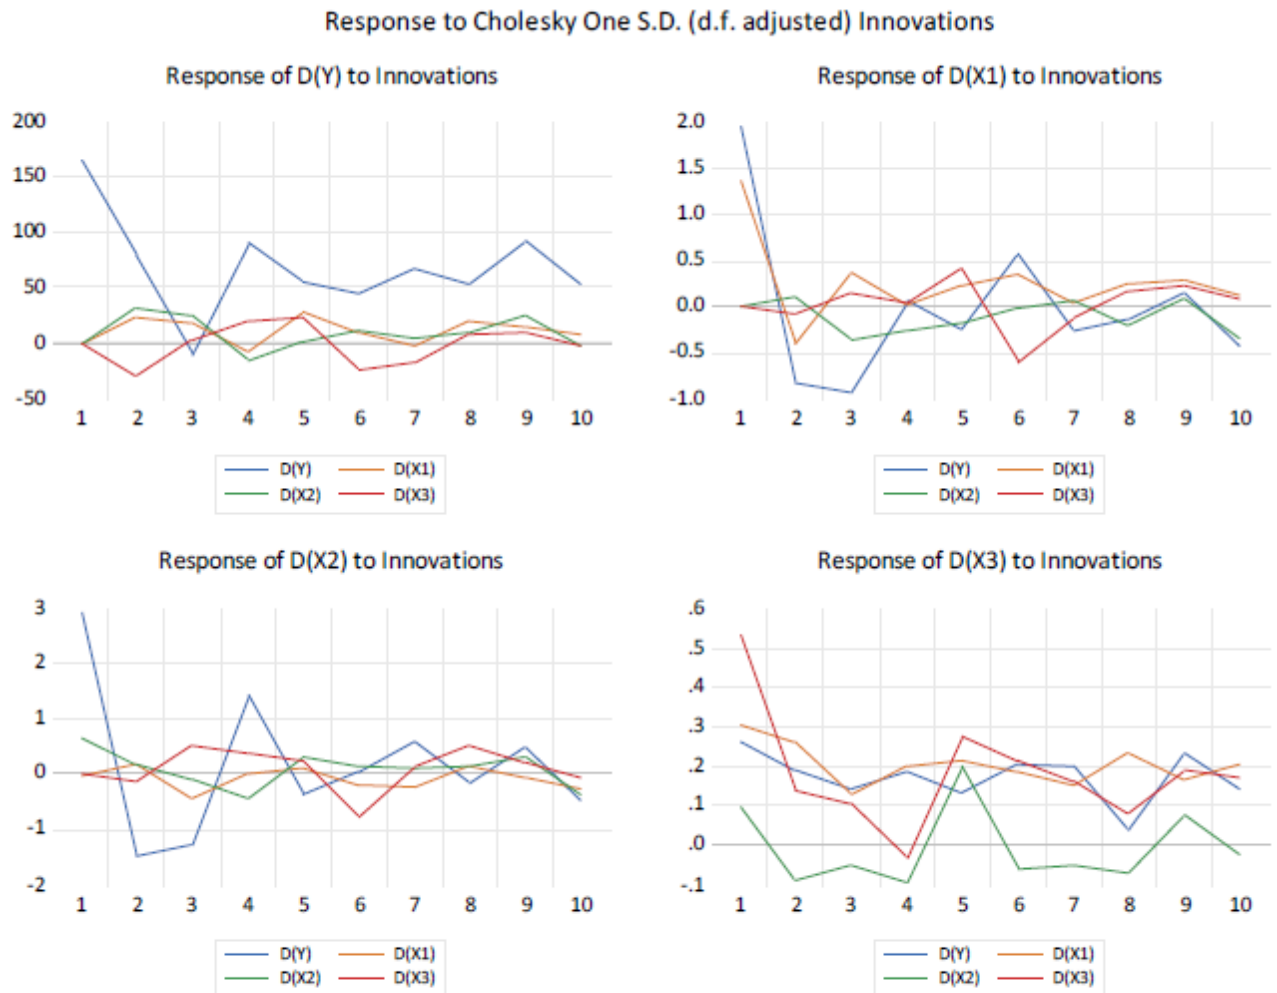 Response to Cholesky One S.D. (d.f. adjusted) Innovations
Response of D(Y) to Innovations
200
150
100
50
0
-50
1 2 3 4 5 6 7 8 9 10
D(Y) D(X1)
D(X2) D(X3)
Response of D(X1) to Innovations
2.0
1.5
1.0
0.5
0.0
-0.5
-1.0
1 2 3 4 5 6 7 8 9 10
D(Y) D(X1)
D(X2) D(X3)
Response of D(X2) to Innovations
3
2
1
0
-1
-2
1 2 3 4 5 6 7 8 9 10
D(Y) D(X1)
D(X2) D(X3)
Response of D(X3) to Innovations
.6
.5
.4
.3
.2
.1
.0
-.1
1 2 3 4 5 6 7 8 9 10
D(Y) D(X1)
D(X2) D(X3)